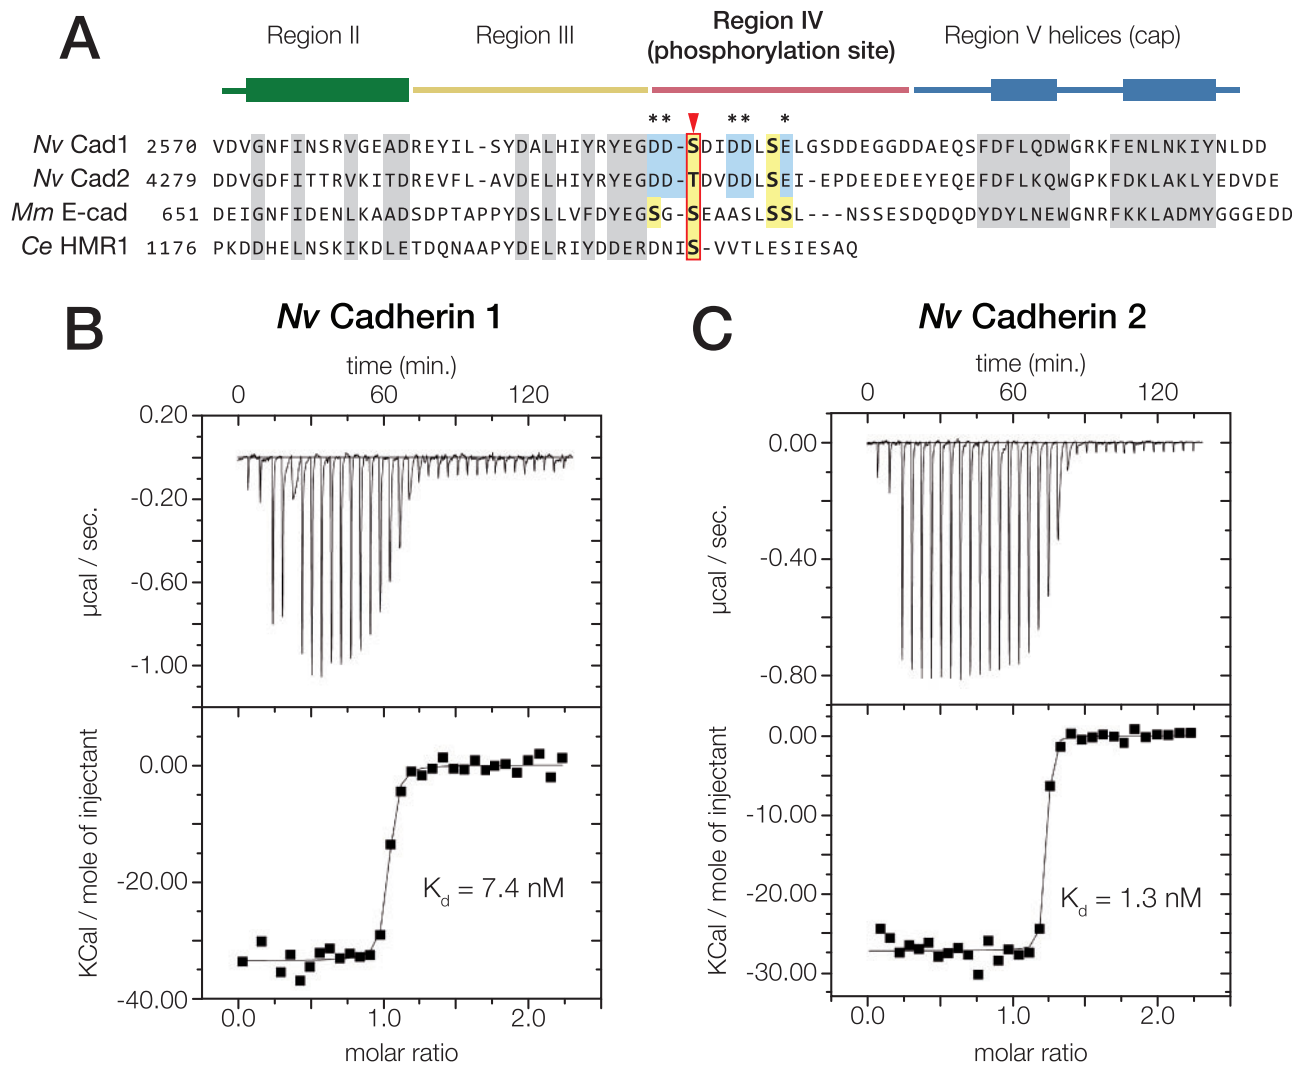 A
Region II
Region III
Region IV
(phosphorylation site)
Region V helices (cap)
** ** *
Nv Cad1 2570 VDVGNFINSRVGEADREYIL-SYDALHIYRYEGDD-SDIDDLSELGSDDEGGDDAEQSFDFLQDWGRKFENLNKIYNLDD
Nv Cad2 4279 DDVGDFITTRVKITDREVFL-AVDELHIYRYEGDD-TDVDDLSEI-EPDEEDEEYEQEFDFLKQWGPKFDKLAKLYEDVDE
Mm E-cad 651 DEIGNFIDENLKAADSDPTAPPYDSLLVFDYEGSG-SEAASLSSL---NSSESDQDQDYDYLNEWGNRFKKLADMYGGGEDD
Ce HMR1 1176 PKDDHELNSKIKDLETDQNAAPYDELRIYDDERDNIS-VVTLESIESAQ
B
Nv Cadherin 1
time (min.)
0 60 120
0.20
-0.20
-0.60
-1.00
µcal / sec.
0.00
-20.00
-40.00
KCal / mole of injectant
Kd = 7.4 nM
0.0 1.0 2.0
molar ratio
C
Nv Cadherin 2
time (min.)
0 60 120
0.00
-0.40
-0.80
µcal / sec.
0.00
-10.00
-20.00
-30.00
KCal / mole of injectant
Kd = 1.3 nM
0.0 1.0 2.0
molar ratio